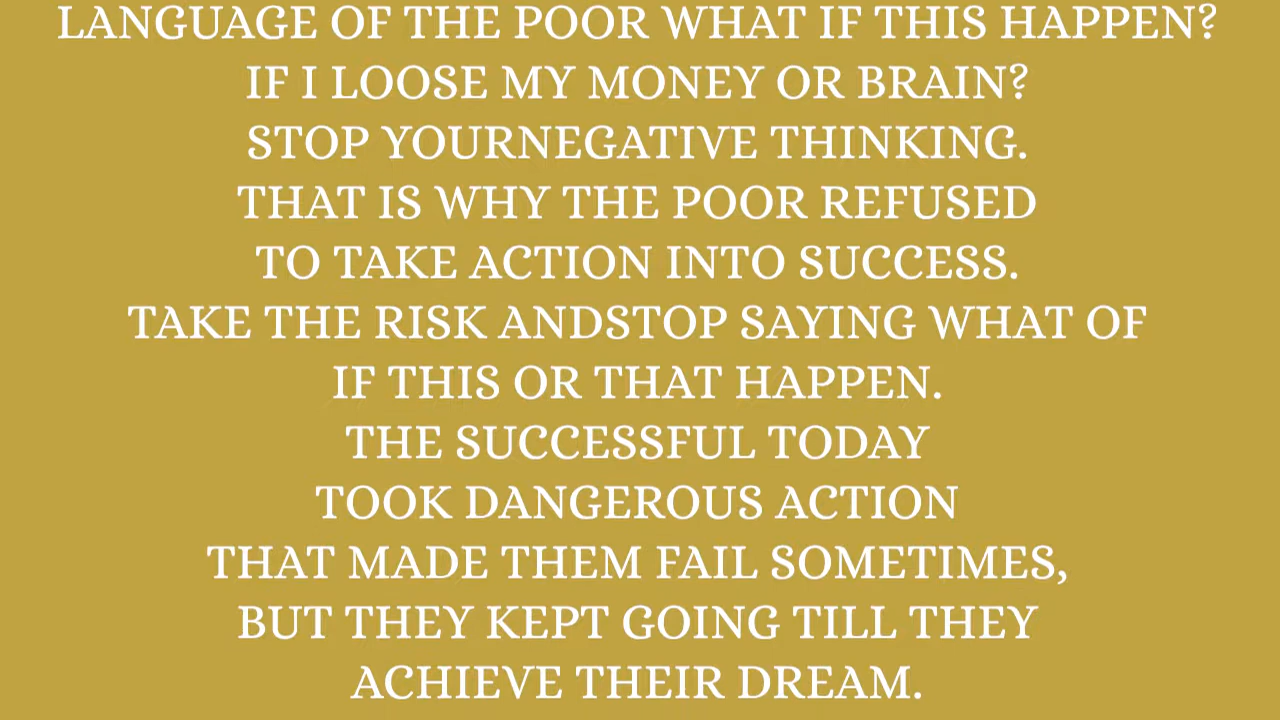 LANGUAGE OF THE POOR WHAT IF THIS HAPPEN?
IF I LOOSE MY MONEY OR BRAIN?
STOP YOURNEGATIVE THINKING.
THAT IS WHY THE POOR REFUSED
TO TAKE ACTION INTO SUCCESS.
TAKE THE RISK ANDSTOP SAYING WHAT OF
IF THIS OR THAT HAPPEN.
THE SUCCESSFUL TODAY
TOOK DANGEROUS ACTION
THAT MADE THEM FAIL SOMETIMES,
BUT THEY KEPT GOING TILL THEY
ACHIEVE THEIR DREAM.